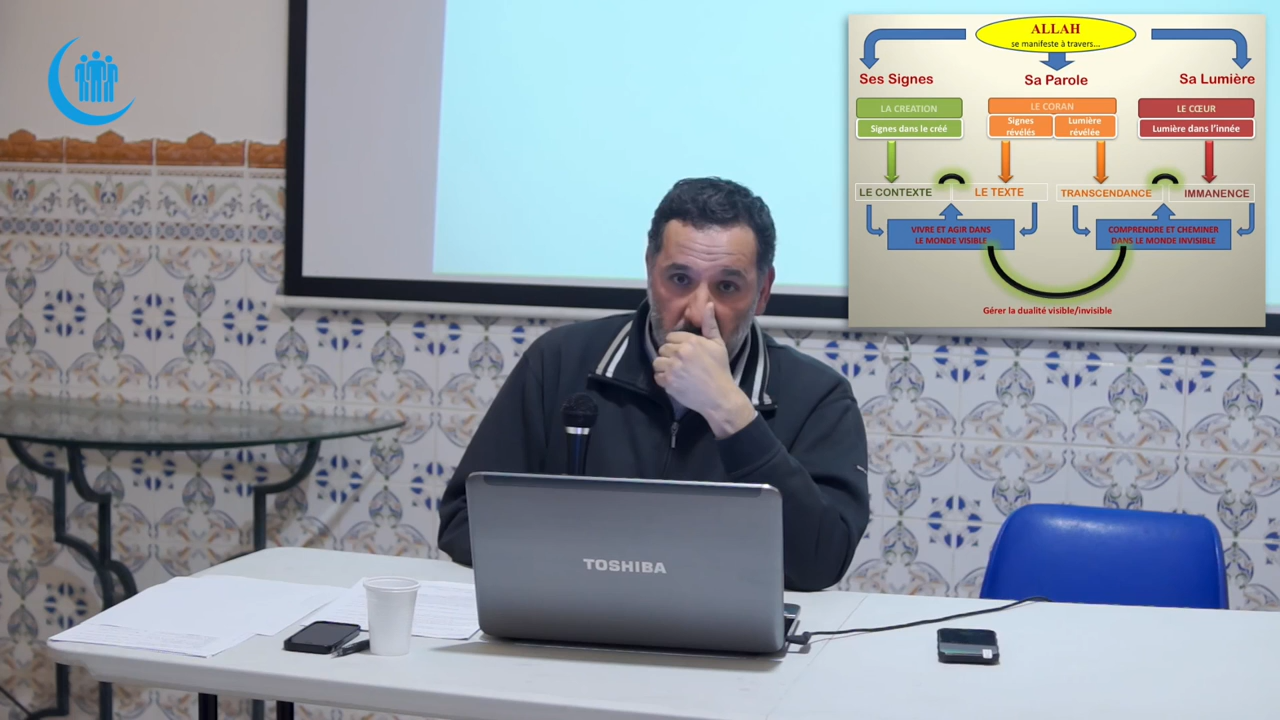 ALLAH
se manifeste à travers...
Ses Signes
Sa Parole
Sa Lumière
LA CREATION
LE CORAN
LE CŒUR
Signes dans le créé
Signes révélés
Lumière révélée
Lumière dans l'innée
LE CONTEXTE
LE TEXTE
TRANSCENDANCE
IMMANENCE
VIVRE ET AGIR DANS
LE MONDE VISIBLE
COMPRENDRE ET CHEMINER
DANS LE MONDE INVISIBLE
Gérer la dualité visible/invisible
TOSHIBA